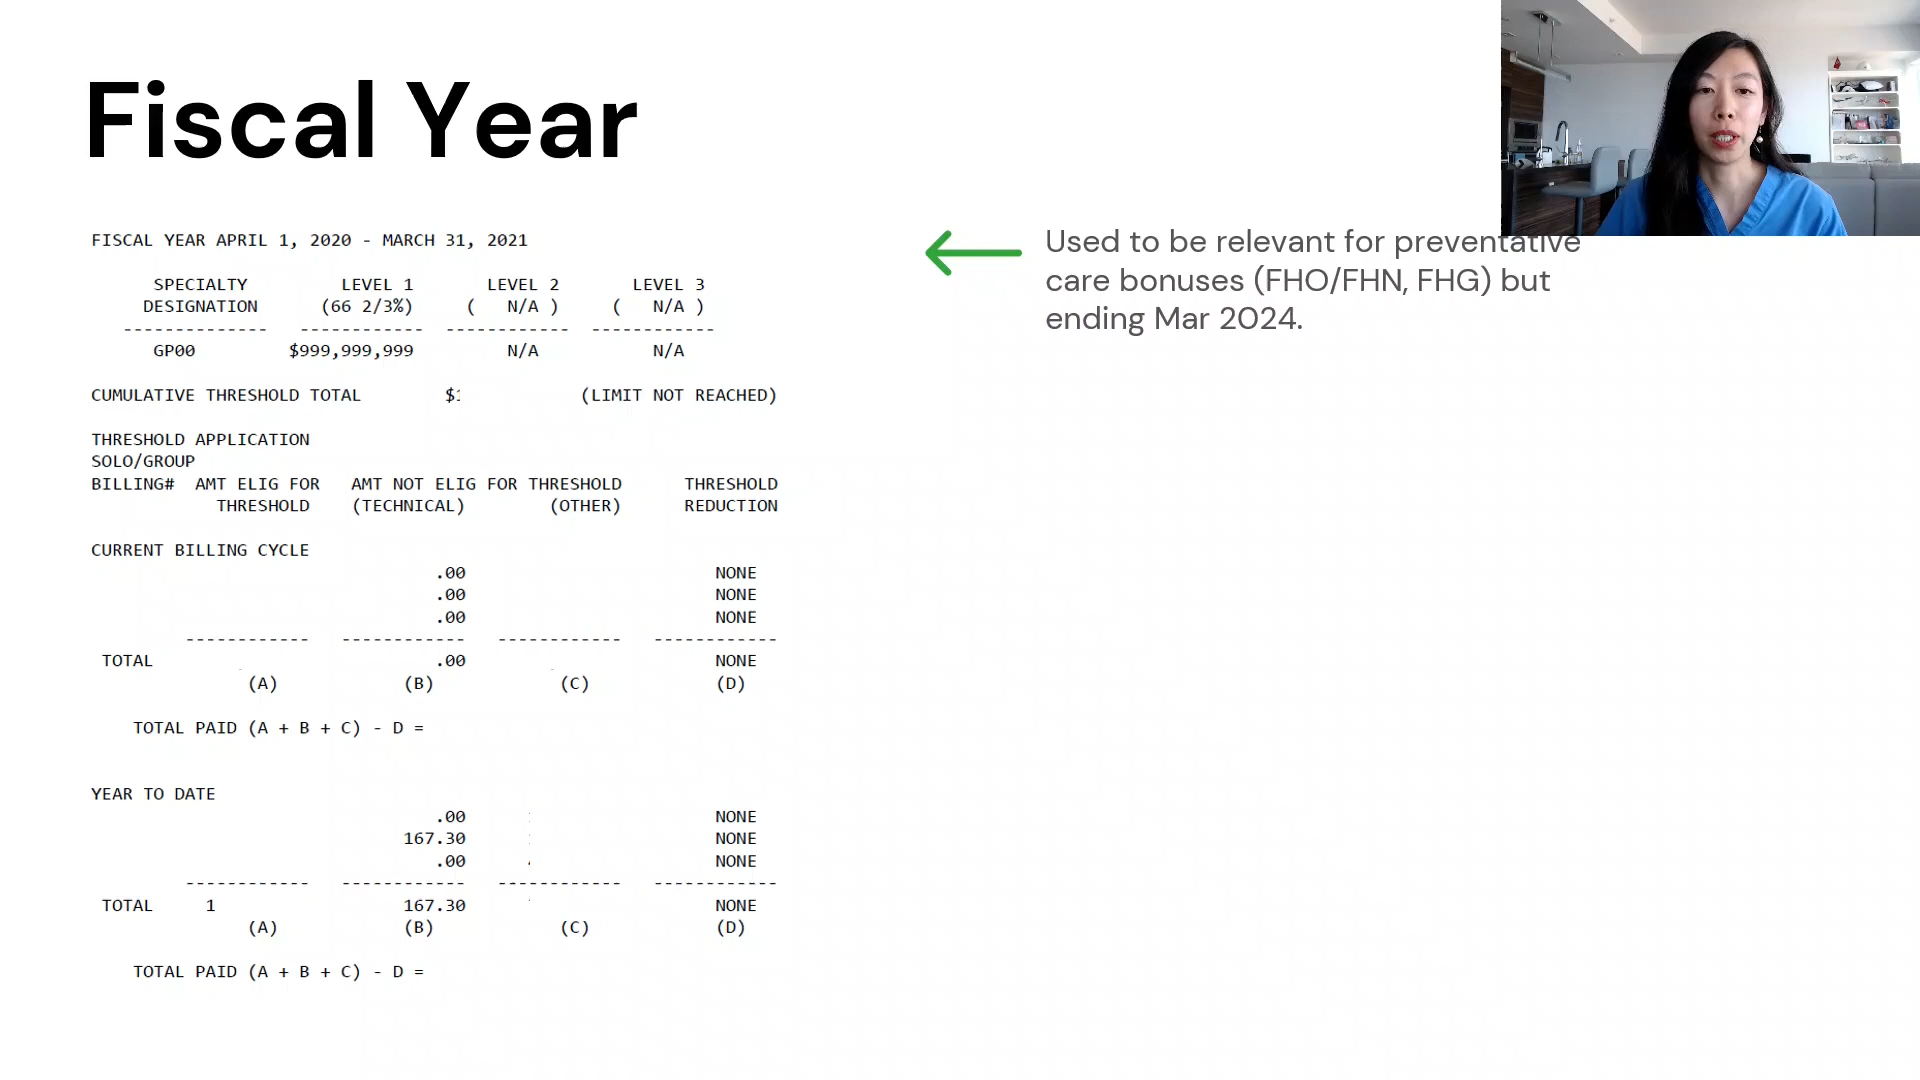 Fiscal Year
FISCAL YEAR APRIL 1, 2020 - MARCH 31, 2021
SPECIALTY LEVEL 1 LEVEL 2 LEVEL 3
DESIGNATION (66 2/3%) ( N/A ) ( N/A )
-------------- ------------ ------------ ------------
GP00 $999,999,999 N/A N/A
CUMULATIVE THRESHOLD TOTAL $1 (LIMIT NOT REACHED)
THRESHOLD APPLICATION
SOLO/GROUP
BILLING# AMT ELIG FOR AMT NOT ELIG FOR THRESHOLD THRESHOLD
THRESHOLD (TECHNICAL) (OTHER) REDUCTION
CURRENT BILLING CYCLE
.00 NONE
.00 NONE
.00 NONE
------------ ------------ ------------ ------------
TOTAL .00 NONE
(A) (B) (C) (D)
TOTAL PAID (A + B + C) - D =
YEAR TO DATE
.00 NONE
167.30 NONE
.00 NONE
------------ ------------ ------------ ------------
TOTAL 1 167.30 NONE
(A) (B) (C) (D)
TOTAL PAID (A + B + C) - D =
Used to be relevant for preventative
care bonuses (FHO/FHN, FHG) but
ending Mar 2024.